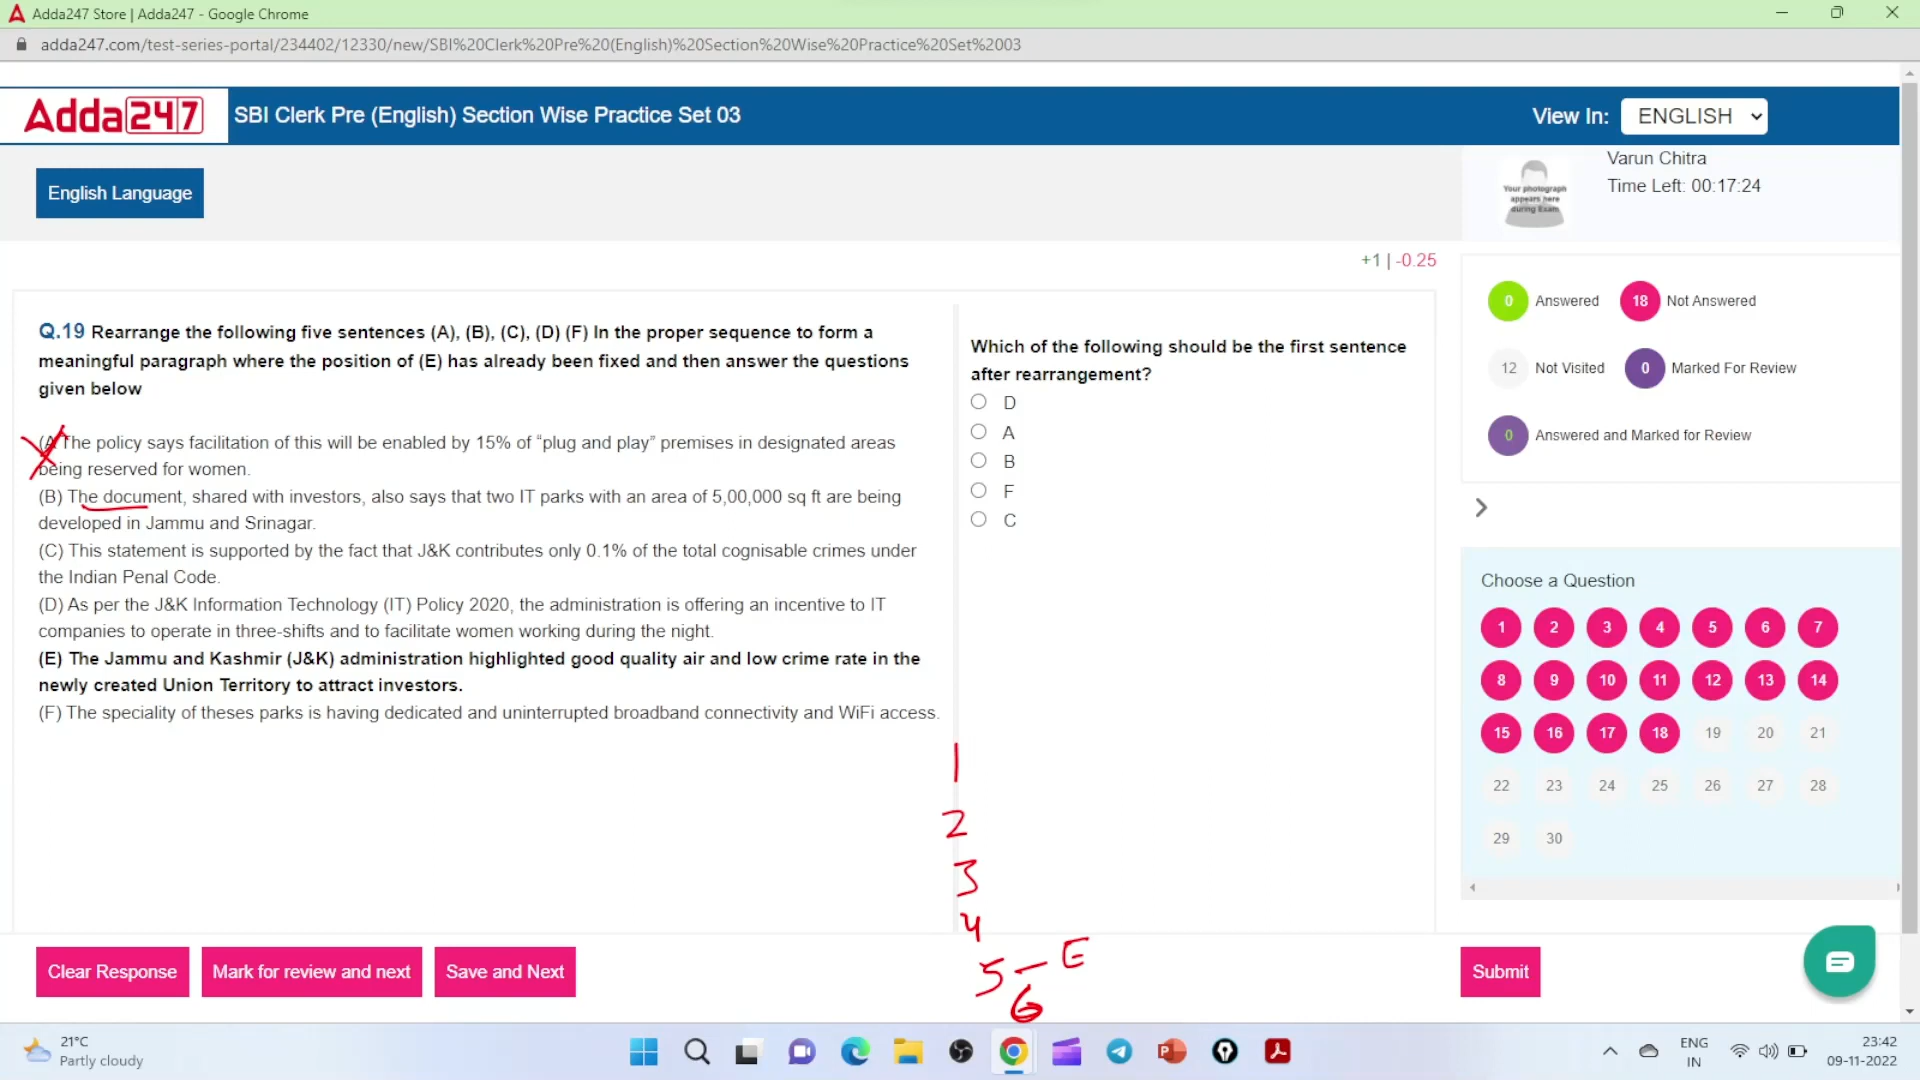 Adda247 Store | Adda247 - Google Chrome
adda247.com/test-series-portal/234402/12330/new/SBI%20Clerk%20Pre%20(English)%20Section%20Wise%20Practice%20Set%2003
Adda247
SBI Clerk Pre (English) Section Wise Practice Set 03
View In:
ENGLISH
English Language
Your photograph
appears here
during Exam
Varun Chitra
Time Left: 00:17:24
+1 | -0.25
Q.19 Rearrange the following five sentences (A), (B), (C), (D) (F) In the proper sequence to form a
meaningful paragraph where the position of (E) has already been fixed and then answer the questions
given below
(A) The policy says facilitation of this will be enabled by 15% of “plug and play” premises in designated areas
being reserved for women.
(B) The document, shared with investors, also says that two IT parks with an area of 5,00,000 sq ft are being
developed in Jammu and Srinagar.
(C) This statement is supported by the fact that J&K contributes only 0.1% of the total cognisable crimes under
the Indian Penal Code.
(D) As per the J&K Information Technology (IT) Policy 2020, the administration is offering an incentive to IT
companies to operate in three-shifts and to facilitate women working during the night.
(E) The Jammu and Kashmir (J&K) administration highlighted good quality air and low crime rate in the
newly created Union Territory to attract investors.
(F) The speciality of theses parks is having dedicated and uninterrupted broadband connectivity and WiFi access.
Which of the following should be the first sentence
after rearrangement?
D
A
B
F
C
1
2
3
4
5 – E
6
0 Answered
18 Not Answered
12 Not Visited
0 Marked For Review
0 Answered and Marked for Review
Choose a Question
1 2 3 4 5 6 7
8 9 10 11 12 13 14
15 16 17 18 19 20 21
22 23 24 25 26 27 28
29 30
Clear Response
Mark for review and next
Save and Next
Submit
21°C
Partly cloudy
ENG
IN
23:42
09-11-2022